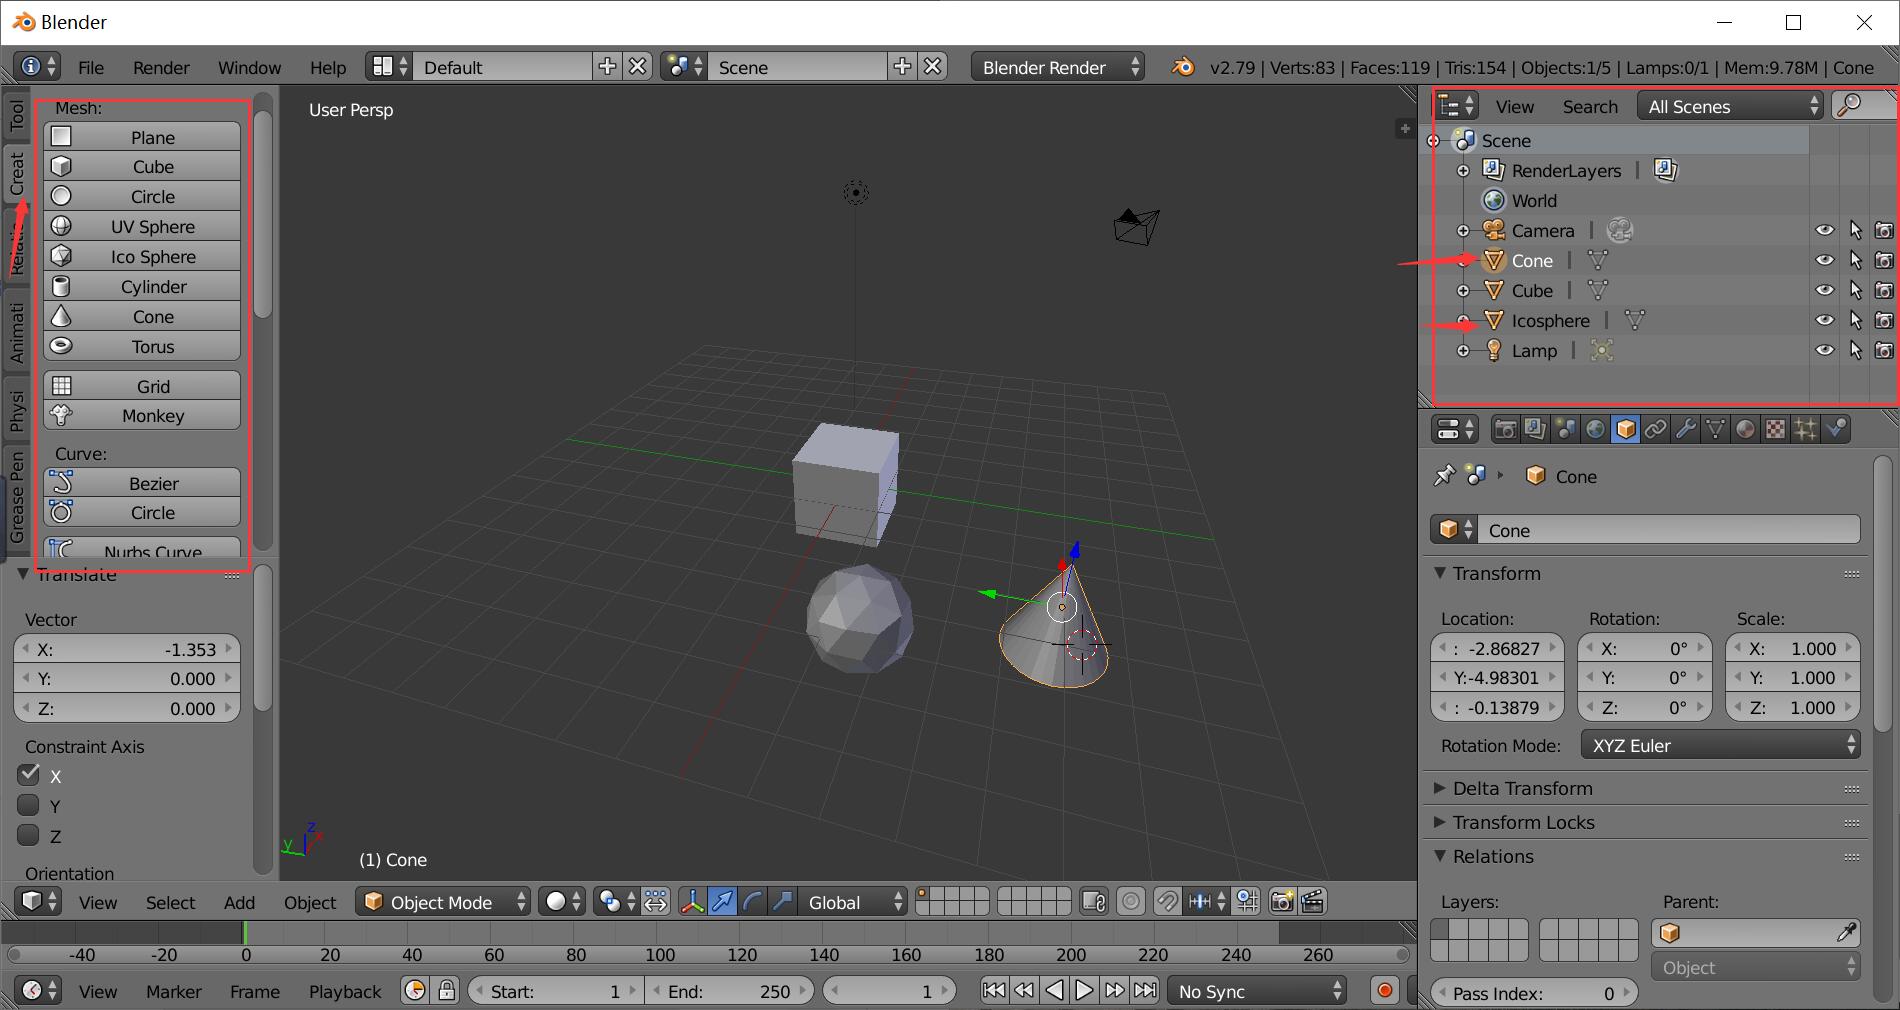 Blender
File Render Window Help Default Scene Blender Render v2.79 | Verts:83 | Faces:119 | Tris:154 | Objects:1/5 | Lamps:0/1 | Mem:9.78M | Cone
Tool
Creat
Relatio
Animati
Physi
Grease Pen
Mesh:
Plane
Cube
Circle
UV Sphere
Ico Sphere
Cylinder
Cone
Torus
Grid
Monkey
Curve:
Bezier
Circle
Nurbs Curve
Translate
Vector
X: -1.353
Y: 0.000
Z: 0.000
Constraint Axis
X
Y
Z
Orientation
User Persp
z
x
y
(1) Cone
View Select Add Object Object Mode Global
-40 -20 0 20 40 60 80 100 120 140 160 180 200 220 240 260
View Marker Frame Playback Start: 1 End: 250 1 No Sync
View Search All Scenes
Scene
RenderLayers |
World
Camera |
Cone |
Cube |
Icosphere |
Lamp |
Cone
Cone
Transform
Location: Rotation: Scale:
: -2.86827 X: 0° X: 1.000
Y:-4.98301 Y: 0° Y: 1.000
: -0.13879 Z: 0° Z: 1.000
Rotation Mode: XYZ Euler
Delta Transform
Transform Locks
Relations
Layers: Parent:
Object
Pass Index: 0